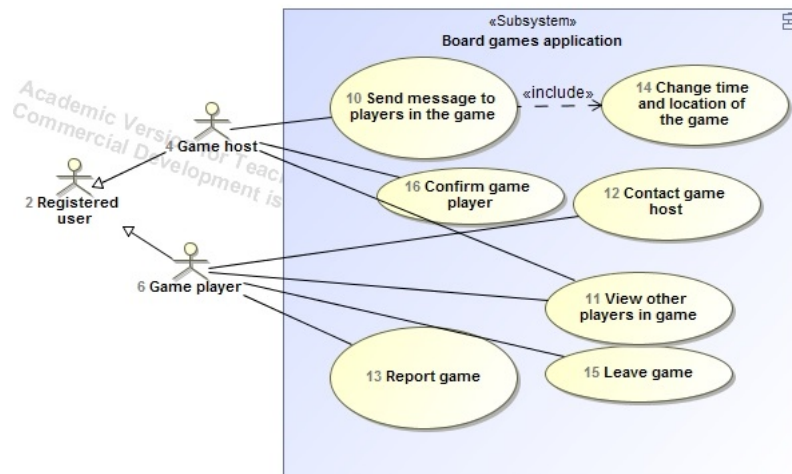 «Subsystem»
Board games application
10 Send message to
players in the game
«include»
14 Change time
and location of
the game
Academic Version for Teac
Commercial Development is
4 Game host
2 Registered
user
16 Confirm game
player
12 Contact game
host
6 Game player
11 View other
players in game
13 Report game
15 Leave game